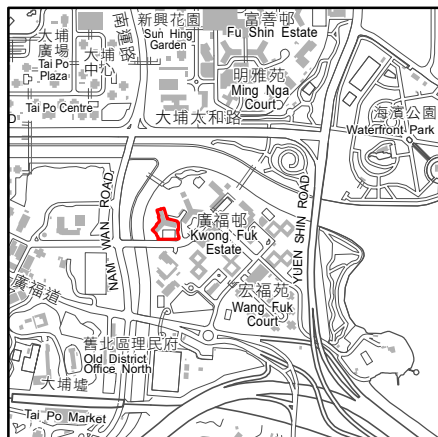 大埔
廣場
Tai Po
Plaza
大埔
中心
Tai Po Centre
南運路
新興花園
Sun Hing
Garden
富善邨
Fu Shin Estate
明雅苑
Ming Nga
Court
大埔太和路
海濱公園
Waterfront Park
NAM WAN ROAD
YUEN SHIN ROAD
廣福邨
Kwong Fuk
Estate
宏福苑
Wang Fuk
Court
廣福道
舊北區理民府
Old District
Office North
大埔墟
Tai Po Market